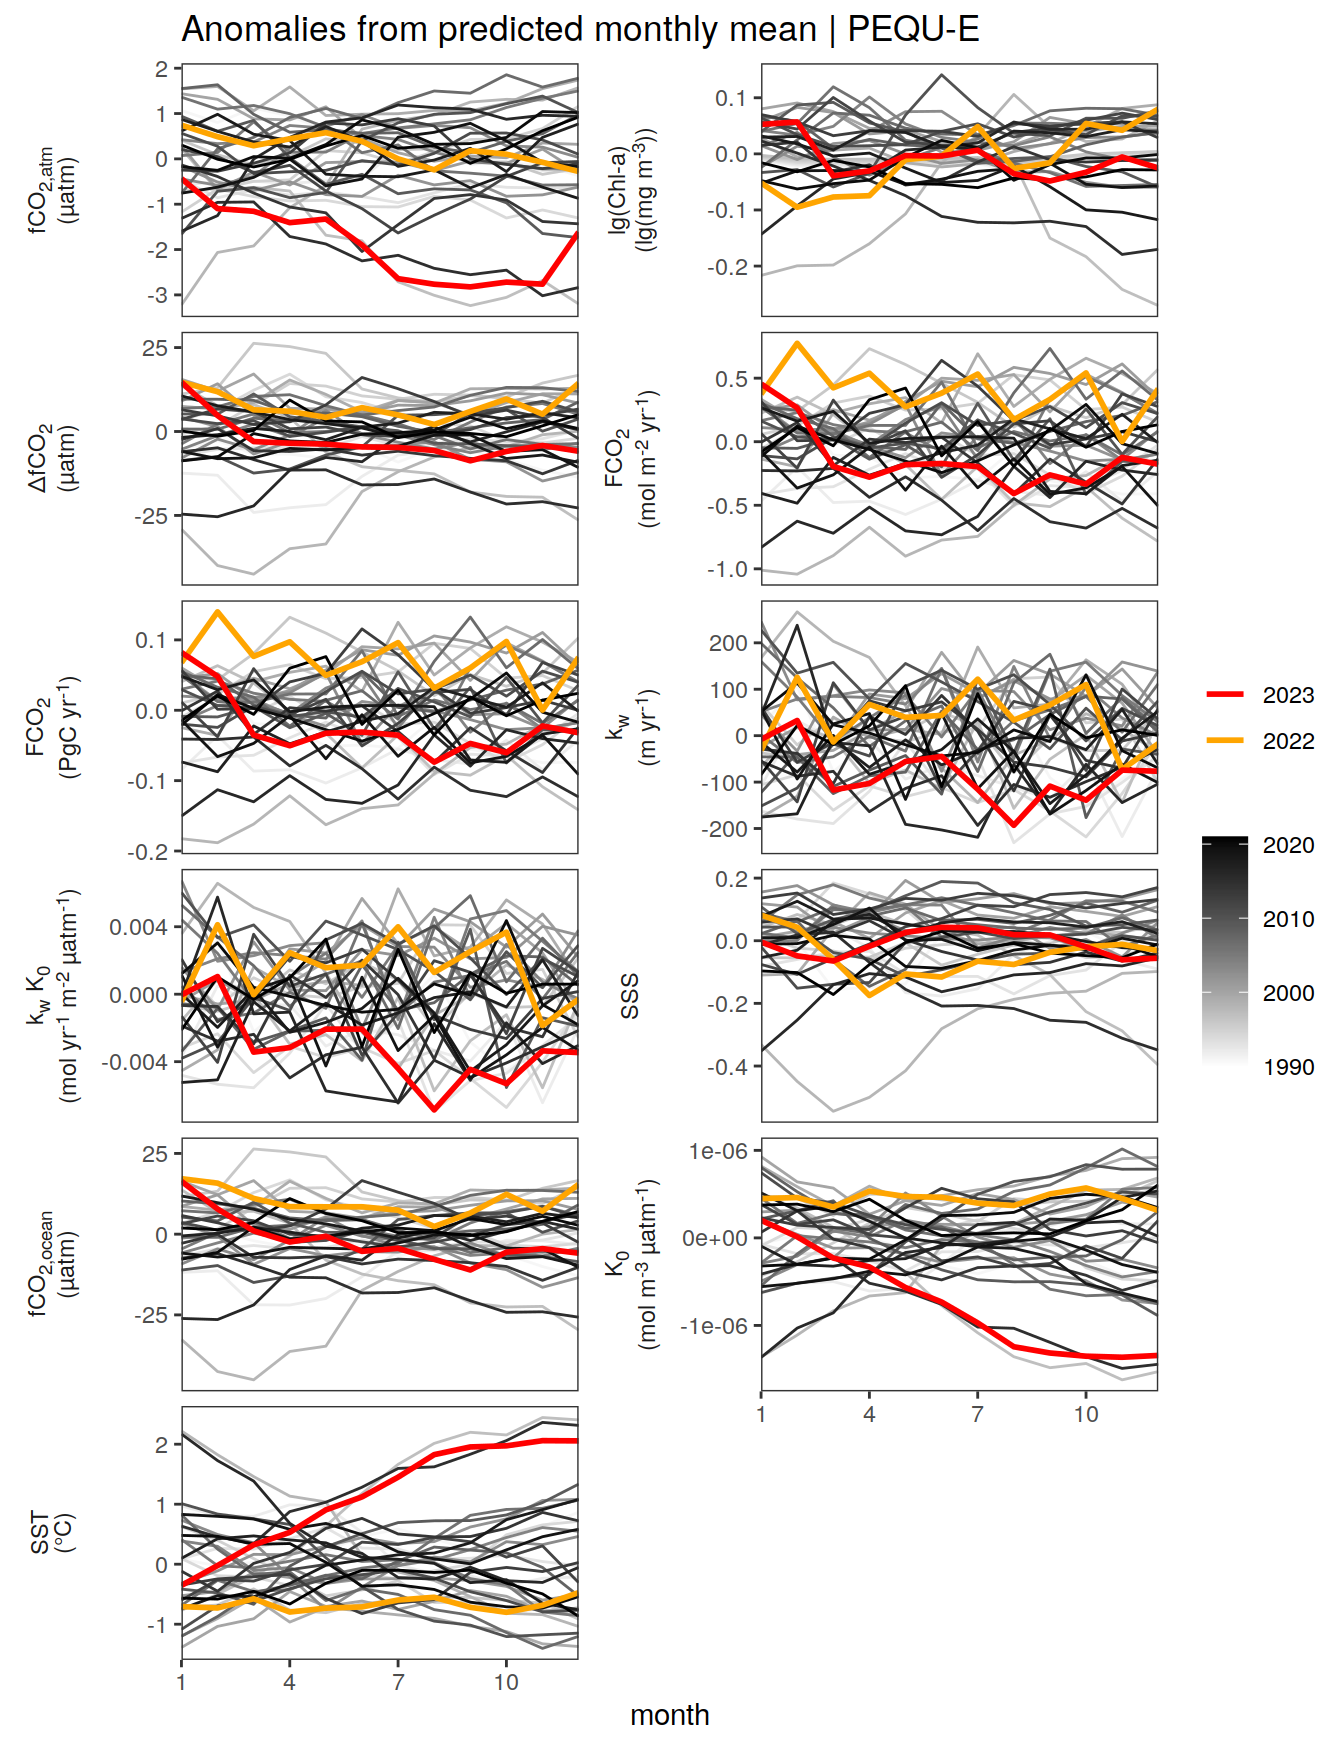 Anomalies from predicted monthly mean | PEQU-E
fCO2,atm
(µatm)
2
1
0
-1
-2
-3
lg(Chl-a)
(lg(mg m-3))
0.1
0.0
-0.1
-0.2
ΔfCO2
(µatm)
25
0
-25
FCO2
(mol m-2 yr-1)
0.5
0.0
-0.5
-1.0
FCO2
(PgC yr-1)
0.1
0.0
-0.1
-0.2
kw
(m yr-1)
200
100
0
-100
-200
2023
2022
kw K0
(mol yr-1 m-2 µatm-1)
0.004
0.000
-0.004
SSS
0.2
0.0
-0.2
-0.4
2020
2010
2000
1990
fCO2,ocean
(µatm)
25
0
-25
K0
(mol m-3 µatm-1)
1e-06
0e+00
-1e-06
1 4 7 10
SST
(°C)
2
1
0
-1
1 4 7 10
month